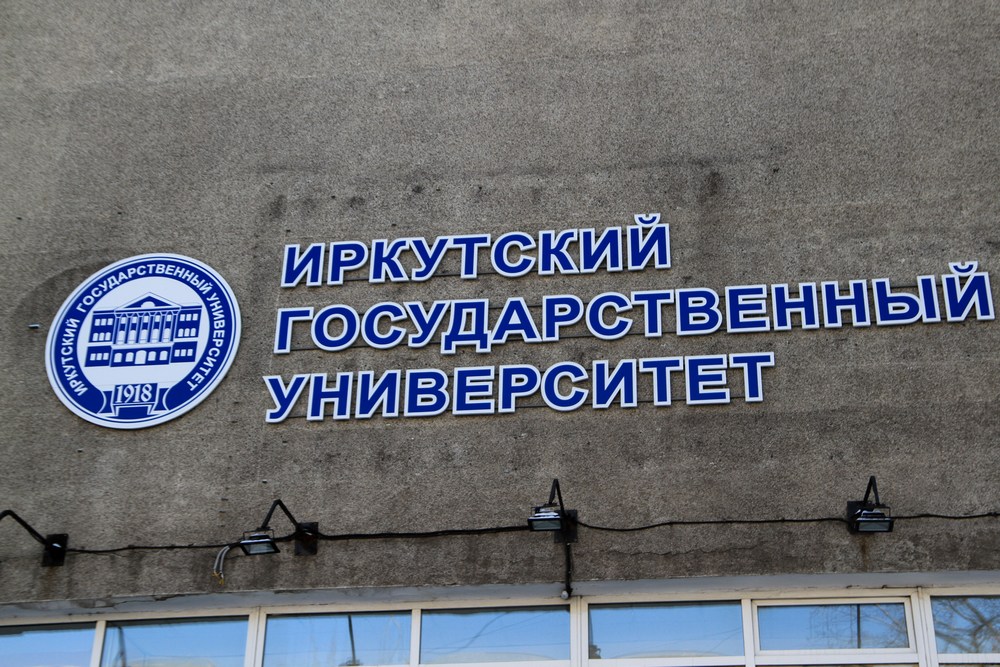 ИРКУТСКИЙ ГОСУДАРСТВЕННЫЙ УНИВЕРСИТЕТ
1918
ИРКУТСКИЙ
ГОСУДАРСТВЕННЫЙ
УНИВЕРСИТЕТ